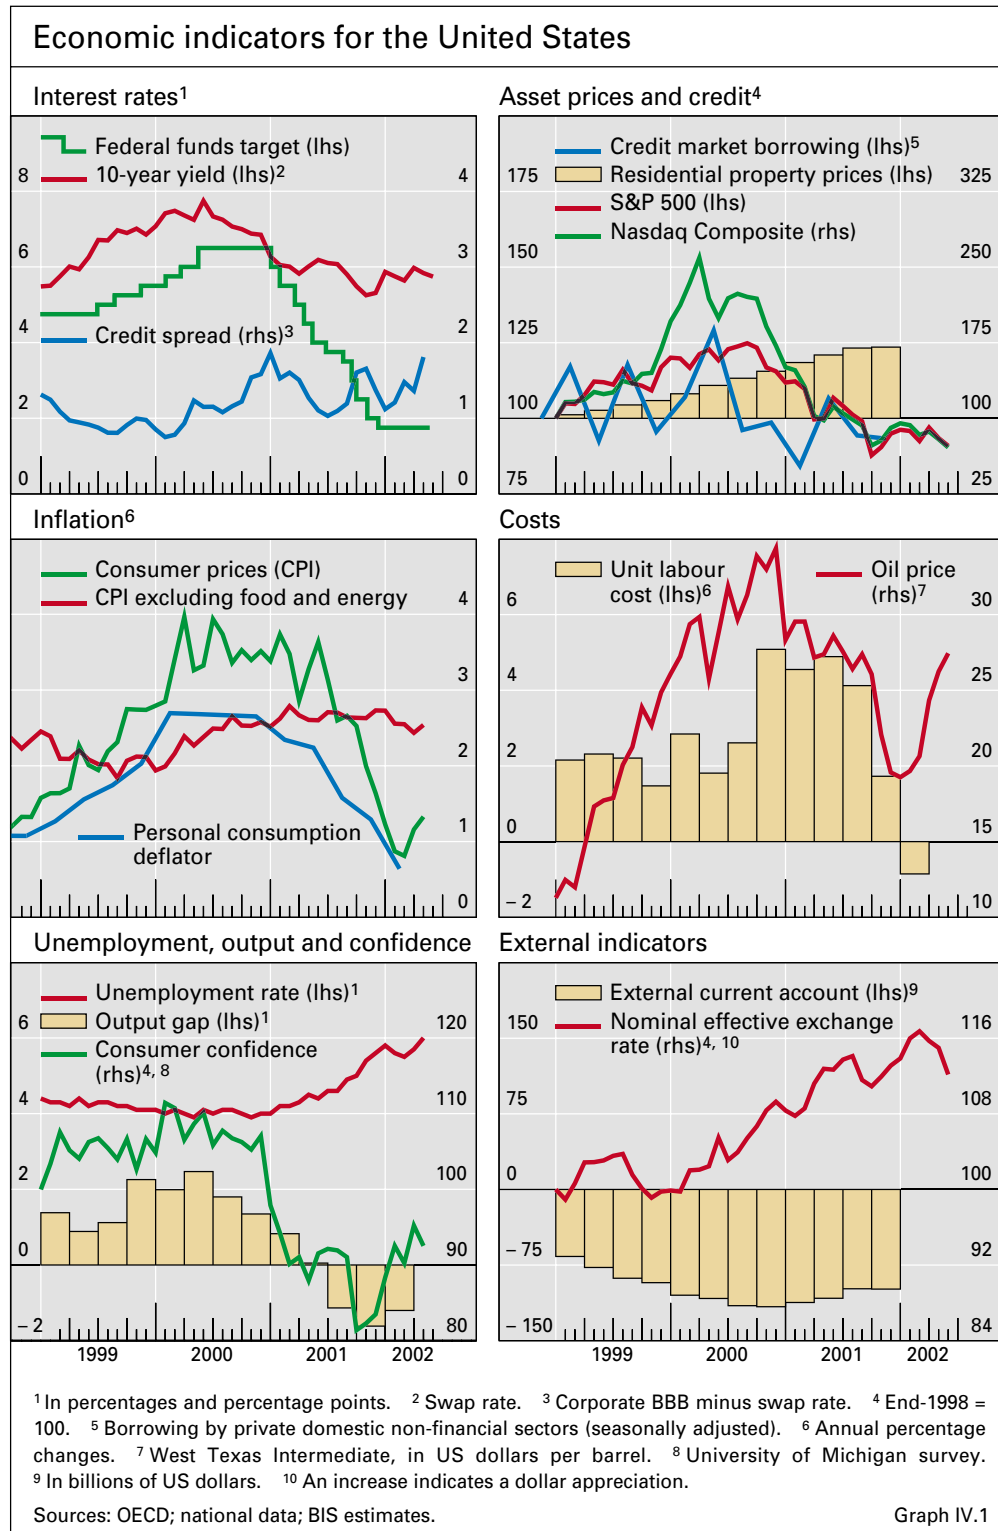 Economic indicators for the United States
Interest rates¹
Federal funds target (lhs)
10-year yield (lhs)²
8 4
6 3
4 2
Credit spread (rhs)³
2 1
0 0
Asset prices and credit⁴
Credit market borrowing (lhs)⁵
Residential property prices (lhs)
S&P 500 (lhs)
Nasdaq Composite (rhs)
175 325
150 250
125 175
100 100
75 25
Inflation⁶
Consumer prices (CPI)
CPI excluding food and energy
4
3
2
Personal consumption
deflator
1
0
Costs
Unit labour
cost (lhs)⁶
Oil price
(rhs)⁷
6 30
4 25
2 20
0 15
– 2 10
Unemployment, output and confidence
Unemployment rate (lhs)¹
Output gap (lhs)¹
Consumer confidence
(rhs)⁴, ⁸
6 120
4 110
2 100
0 90
– 2 80
1999 2000 2001 2002
External indicators
External current account (lhs)⁹
Nominal effective exchange
rate (rhs)⁴, ¹⁰
150 116
75 108
0 100
– 75 92
– 150 84
1999 2000 2001 2002
¹ In percentages and percentage points. ² Swap rate. ³ Corporate BBB minus swap rate. ⁴ End-1998 =
100. ⁵ Borrowing by private domestic non-financial sectors (seasonally adjusted). ⁶ Annual percentage
changes. ⁷ West Texas Intermediate, in US dollars per barrel. ⁸ University of Michigan survey.
⁹ In billions of US dollars. ¹⁰ An increase indicates a dollar appreciation.
Sources: OECD; national data; BIS estimates. Graph IV.1